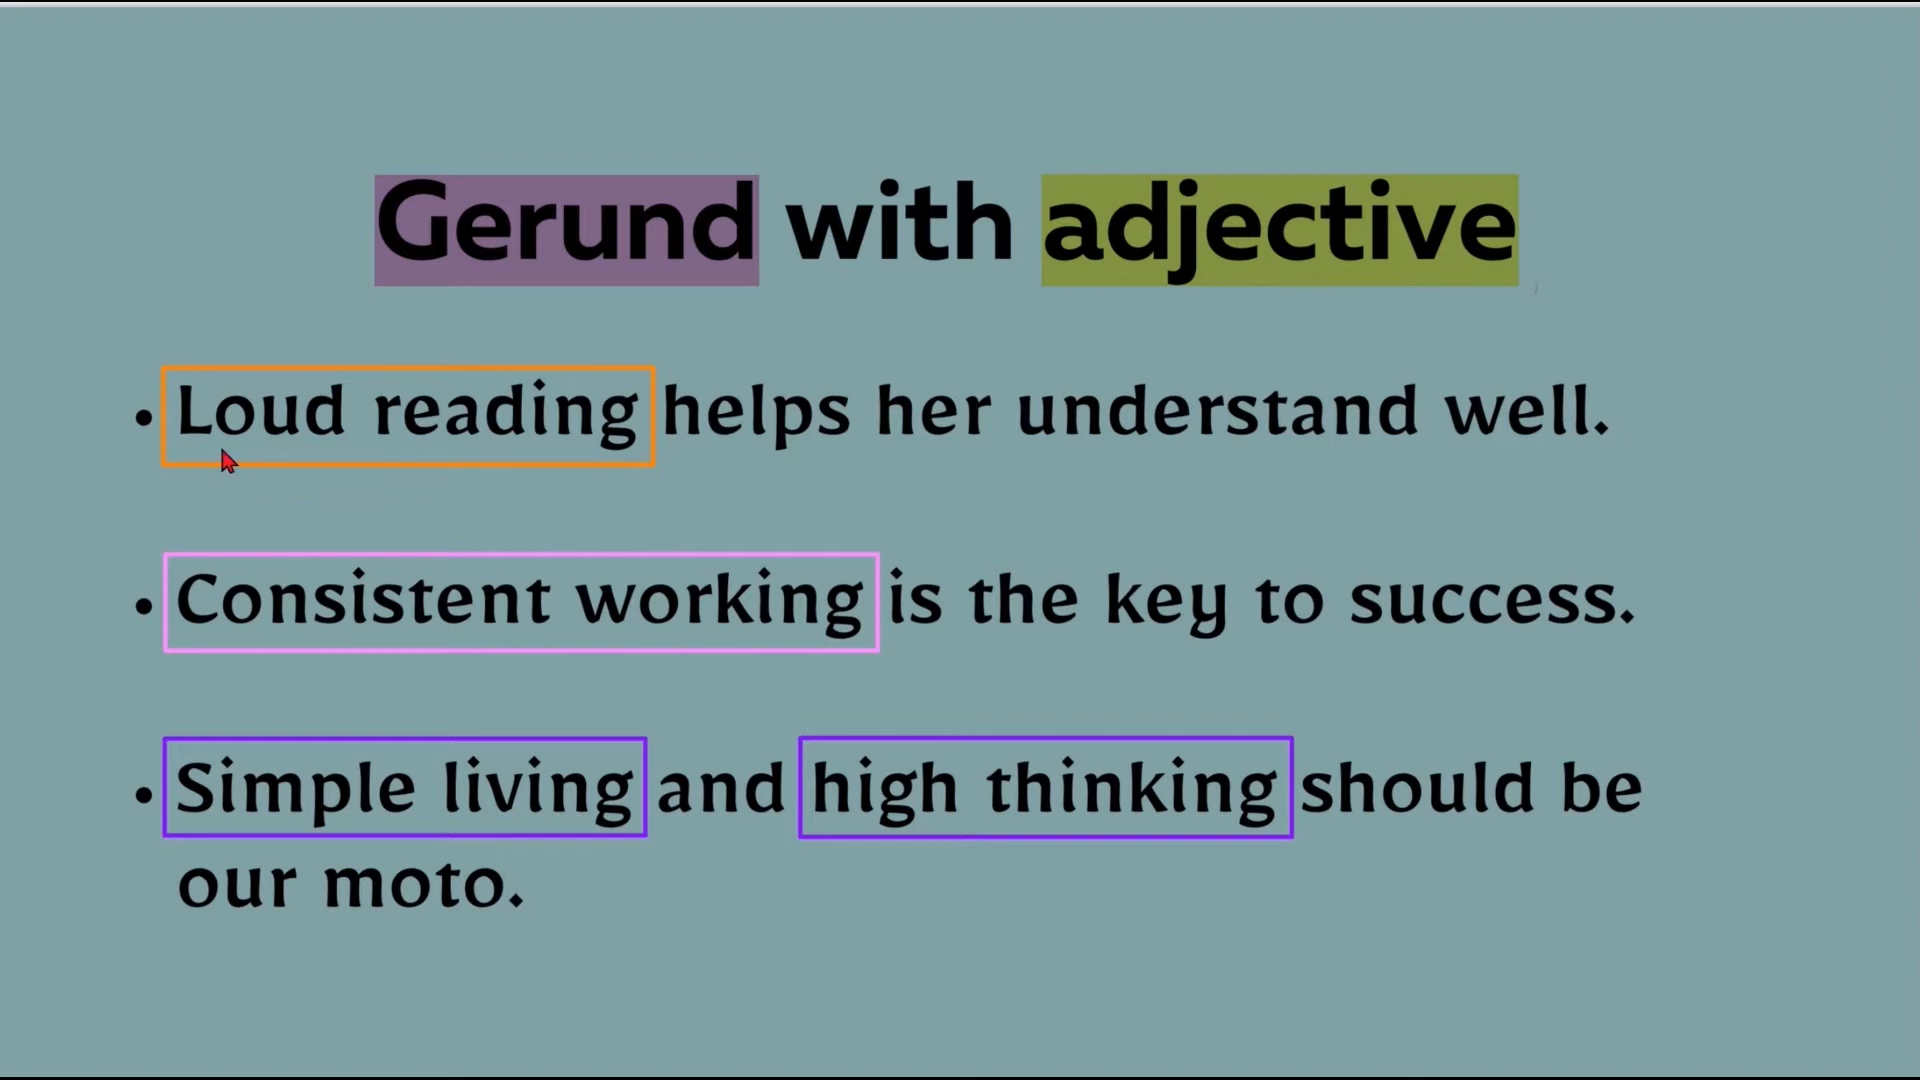 Gerund with adjective
• Loud reading helps her understand well.
• Consistent working is the key to success.
• Simple living and high thinking should be
our moto.